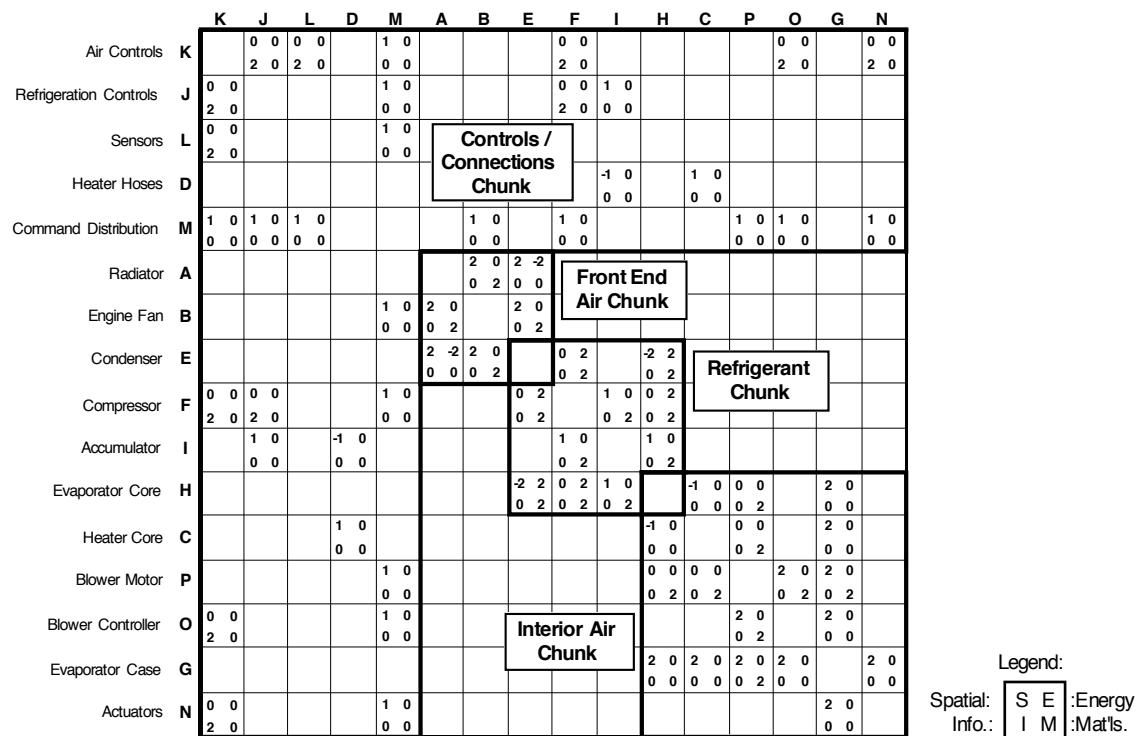 K J L D M A B E F I H C P O G N
0 0 0 0 1 0 0 0 0 0 0 0
Air Controls K
2 0 2 0 0 0 2 0 2 0 2 0
0 0 1 0 0 0 1 0
Refrigeration Controls J
2 0 0 0 2 0 0 0
0 0 1 0
Sensors L
2 0 0 0
Controls /
Connections
Chunk
-1 0 1 0
Heater Hoses D
0 0 0 0
1 0 1 0 1 0 1 0 1 0 1 0 1 0 1 0
Command Distribution M
0 0 0 0 0 0 0 0 0 0 0 0 0 0 0 0
2 0 2 -2
Radiator A
0 2 0 0
Front End
Air Chunk
1 0 2 0 2 0
Engine Fan B
0 0 0 2 0 2
2 -2 2 0 0 2 -2 2
Condenser E
0 0 0 2 0 2 0 2
Refrigerant
Chunk
0 0 0 0 1 0 0 2 1 0 0 2
Compressor F
2 0 2 0 0 0 0 2 0 2 0 2
1 0 -1 0 1 0 1 0
Accumulator I
0 0 0 0 0 2 0 2
-2 2 0 2 1 0 -1 0 0 0 2 0
Evaporator Core H
0 2 0 2 0 2 0 0 0 2 0 0
1 0 -1 0 0 0 2 0
Heater Core C
0 0 0 0 0 2 0 0
1 0 0 0 0 0 2 0 2 0
Blower Motor P
0 0 0 2 0 2 0 2 0 2
0 0 1 0 2 0 2 0
Blower Controller O
2 0 0 0 0 2 0 0
Interior Air
Chunk
2 0 2 0 2 0 2 0 2 0
Evaporator Case G
0 0 0 0 0 2 0 0 0 0
0 0 1 0 2 0
Actuators N
2 0 0 0 0 0
Legend:
Spatial: S E :Energy
Info.: I M :Mat'ls.